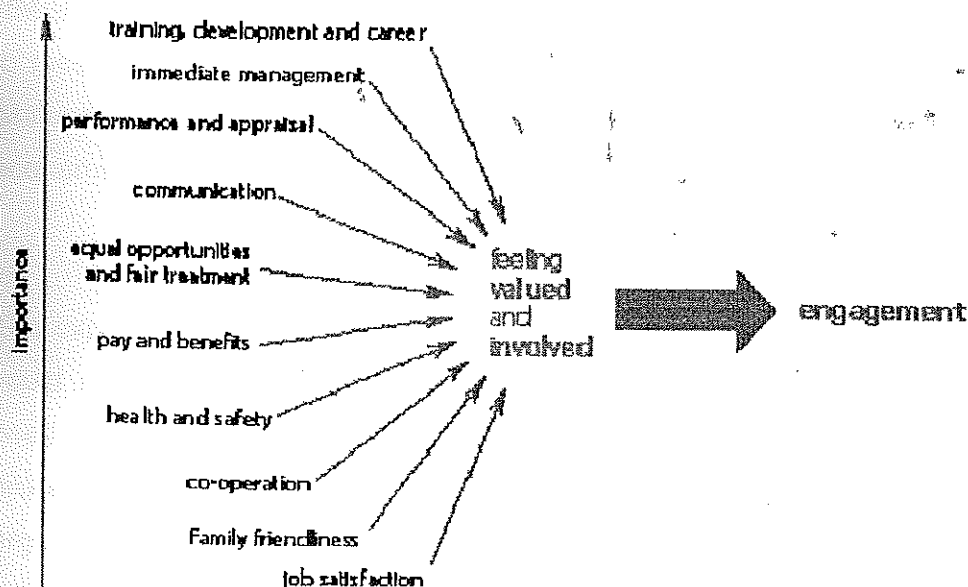 training, development and career
immediate management
performance and appraisal
communication
equal opportunities
and fair treatment
pay and benefits
health and safety
co-operation
Family friendliness
job satisfaction
Importance
feeling
valued
and
involved
engagement